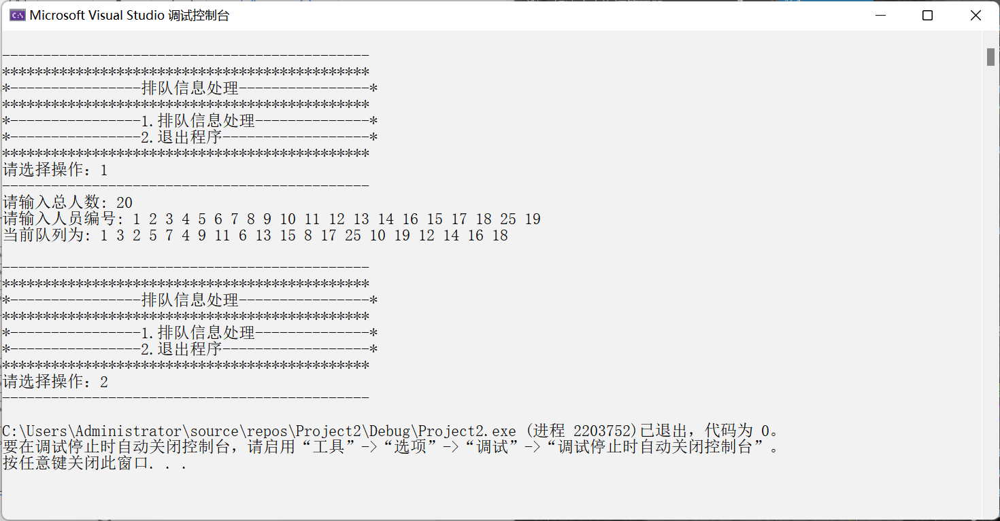 Microsoft Visual Studio 调试控制台
---------------------------------------------
*********************************************
*----------------排队信息处理----------------*
*********************************************
*----------------1.排队信息处理--------------*
*----------------2.退出程序------------------*
*********************************************
请选择操作：1
---------------------------------------------
请输入总人数: 20
请输入人员编号: 1 2 3 4 5 6 7 8 9 10 11 12 13 14 16 15 17 18 25 19
当前队列为: 1 3 2 5 7 4 9 11 6 13 15 8 17 25 10 19 12 14 16 18
---------------------------------------------
*********************************************
*----------------排队信息处理----------------*
*********************************************
*----------------1.排队信息处理--------------*
*----------------2.退出程序------------------*
*********************************************
请选择操作：2
---------------------------------------------
C:\Users\Administrator\source\repos\Project2\Debug\Project2.exe (进程 2203752)已退出，代码为 0。
要在调试停止时自动关闭控制台，请启用“工具”->“选项”->“调试”->“调试停止时自动关闭控制台”。
按任意键关闭此窗口. . .